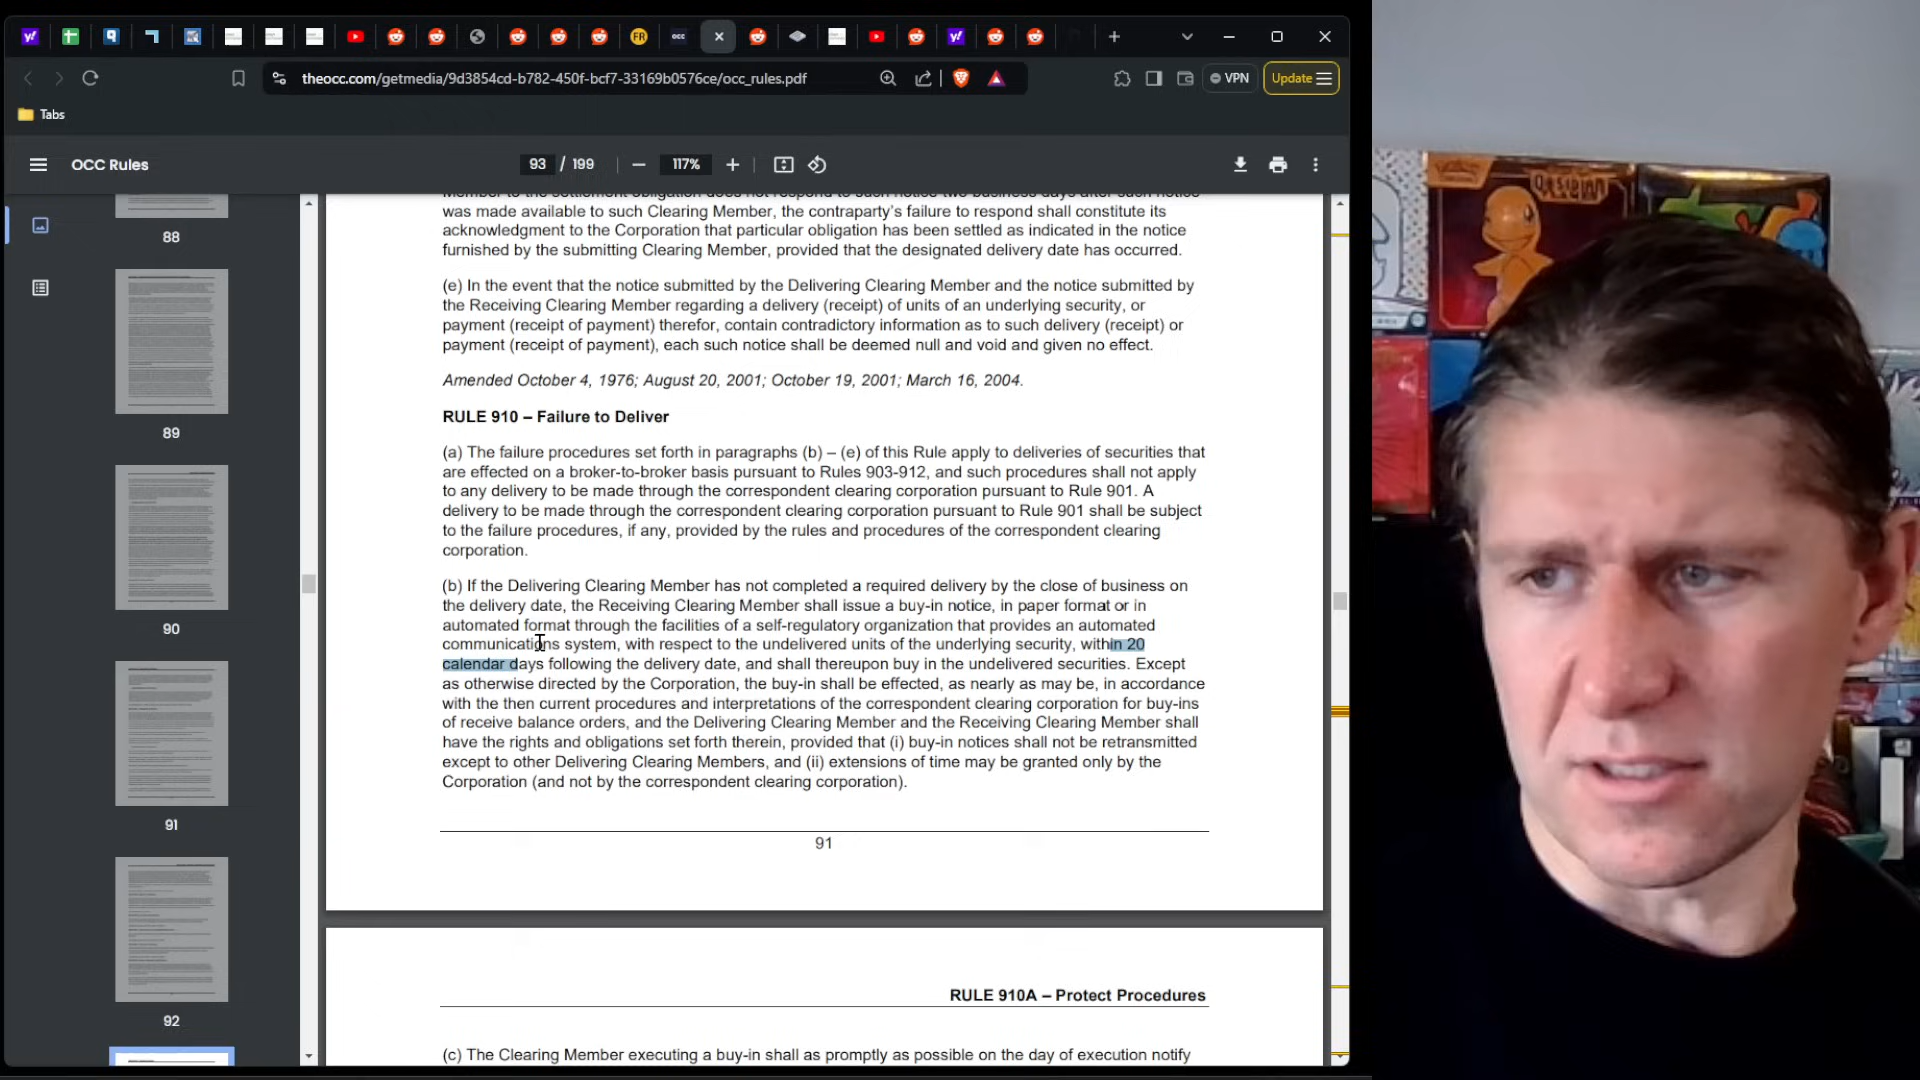 theocc.com/getmedia/9d3854cd-b782-450f-bcf7-33169b0576ce/occ_rules.pdf
VPN
Update
Tabs
OCC Rules
93 / 199
117%
88
89
90
91
92
was made available to such Clearing Member, the contraparty's failure to respond shall constitute its
acknowledgment to the Corporation that particular obligation has been settled as indicated in the notice
furnished by the submitting Clearing Member, provided that the designated delivery date has occurred.
(e) In the event that the notice submitted by the Delivering Clearing Member and the notice submitted by
the Receiving Clearing Member regarding a delivery (receipt) of units of an underlying security, or
payment (receipt of payment) therefor, contain contradictory information as to such delivery (receipt) or
payment (receipt of payment), each such notice shall be deemed null and void and given no effect.
Amended October 4, 1976; August 20, 2001; October 19, 2001; March 16, 2004.
RULE 910 – Failure to Deliver
(a) The failure procedures set forth in paragraphs (b) – (e) of this Rule apply to deliveries of securities that
are effected on a broker-to-broker basis pursuant to Rules 903-912, and such procedures shall not apply
to any delivery to be made through the correspondent clearing corporation pursuant to Rule 901. A
delivery to be made through the correspondent clearing corporation pursuant to Rule 901 shall be subject
to the failure procedures, if any, provided by the rules and procedures of the correspondent clearing
corporation.
(b) If the Delivering Clearing Member has not completed a required delivery by the close of business on
the delivery date, the Receiving Clearing Member shall issue a buy-in notice, in paper format or in
automated format through the facilities of a self-regulatory organization that provides an automated
communications system, with respect to the undelivered units of the underlying security, within 20
calendar days following the delivery date, and shall thereupon buy in the undelivered securities. Except
as otherwise directed by the Corporation, the buy-in shall be effected, as nearly as may be, in accordance
with the then current procedures and interpretations of the correspondent clearing corporation for buy-ins
of receive balance orders, and the Delivering Clearing Member and the Receiving Clearing Member shall
have the rights and obligations set forth therein, provided that (i) buy-in notices shall not be retransmitted
except to other Delivering Clearing Members, and (ii) extensions of time may be granted only by the
Corporation (and not by the correspondent clearing corporation).
91
RULE 910A – Protect Procedures
(c) The Clearing Member executing a buy-in shall as promptly as possible on the day of execution notify